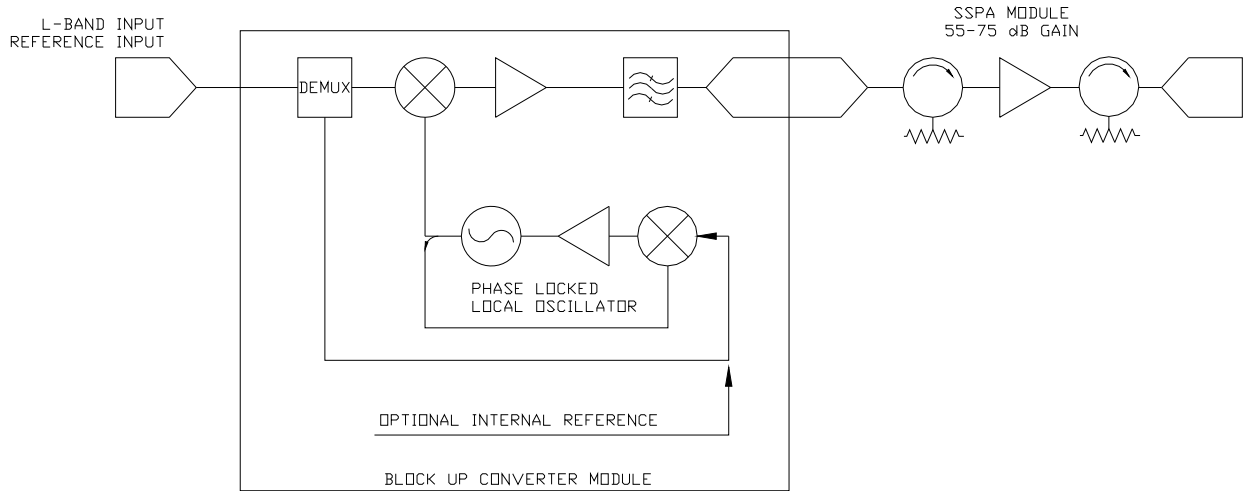 L-BAND INPUT
REFERENCE INPUT
SSPA MODULE
55-75 dB GAIN
DEMUX
PHASE LOCKED
LOCAL OSCILLATOR
OPTIONAL INTERNAL REFERENCE
BLOCK UP CONVERTER MODULE